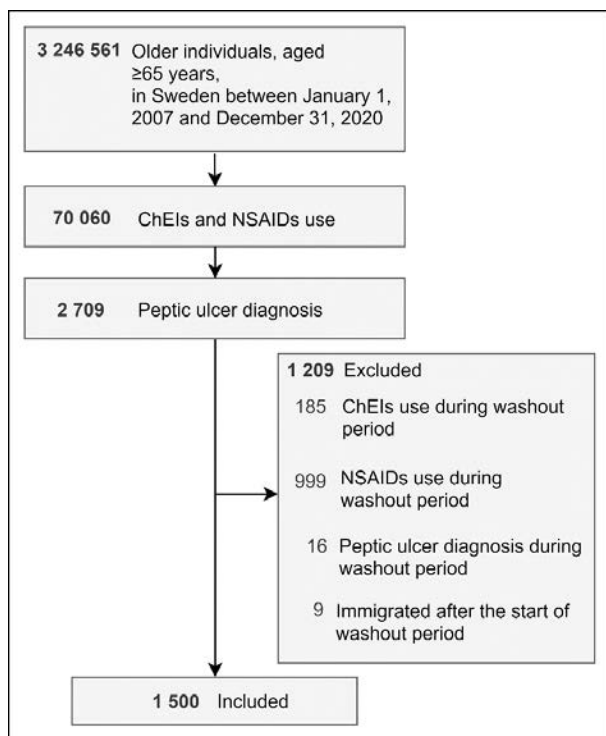 3 246 561 Older individuals, aged
≥65 years,
in Sweden between January 1,
2007 and December 31, 2020
70 060 ChEIs and NSAIDs use
2 709 Peptic ulcer diagnosis
1 209 Excluded
185 ChEIs use during washout
period
999 NSAIDs use during
washout period
16 Peptic ulcer diagnosis during
washout period
9 Immigrated after the start of
washout period
1 500 Included